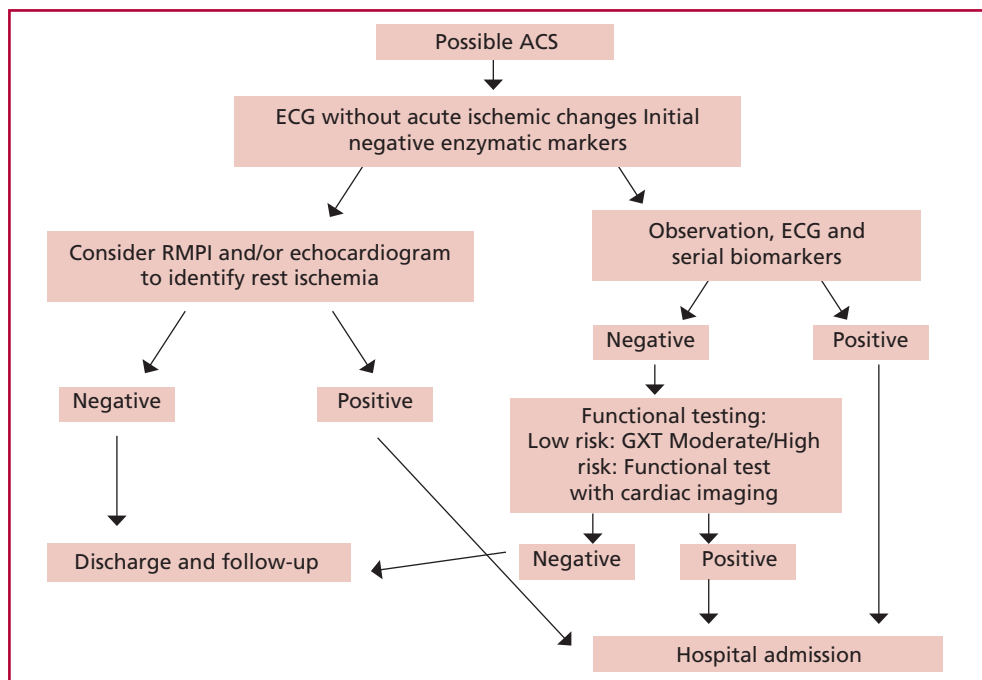 Possible ACS
ECG without acute ischemic changes Initial
negative enzymatic markers
Consider RMPI and/or echocardiogram
to identify rest ischemia
Observation, ECG and
serial biomarkers
Negative
Positive
Negative
Positive
Functional testing:
Low risk: GXT Moderate/High
risk: Functional test
with cardiac imaging
Discharge and follow-up
Negative
Positive
Hospital admission